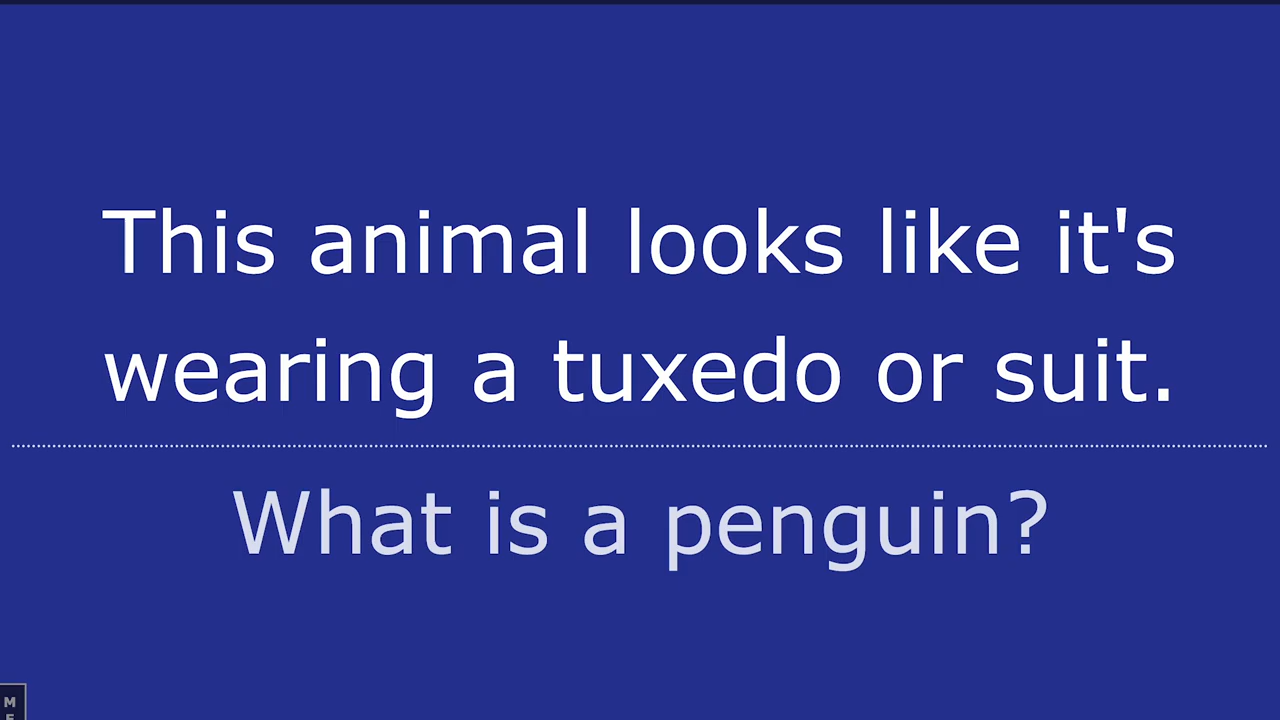 This animal looks like it's
wearing a tuxedo or suit.
What is a penguin?
M